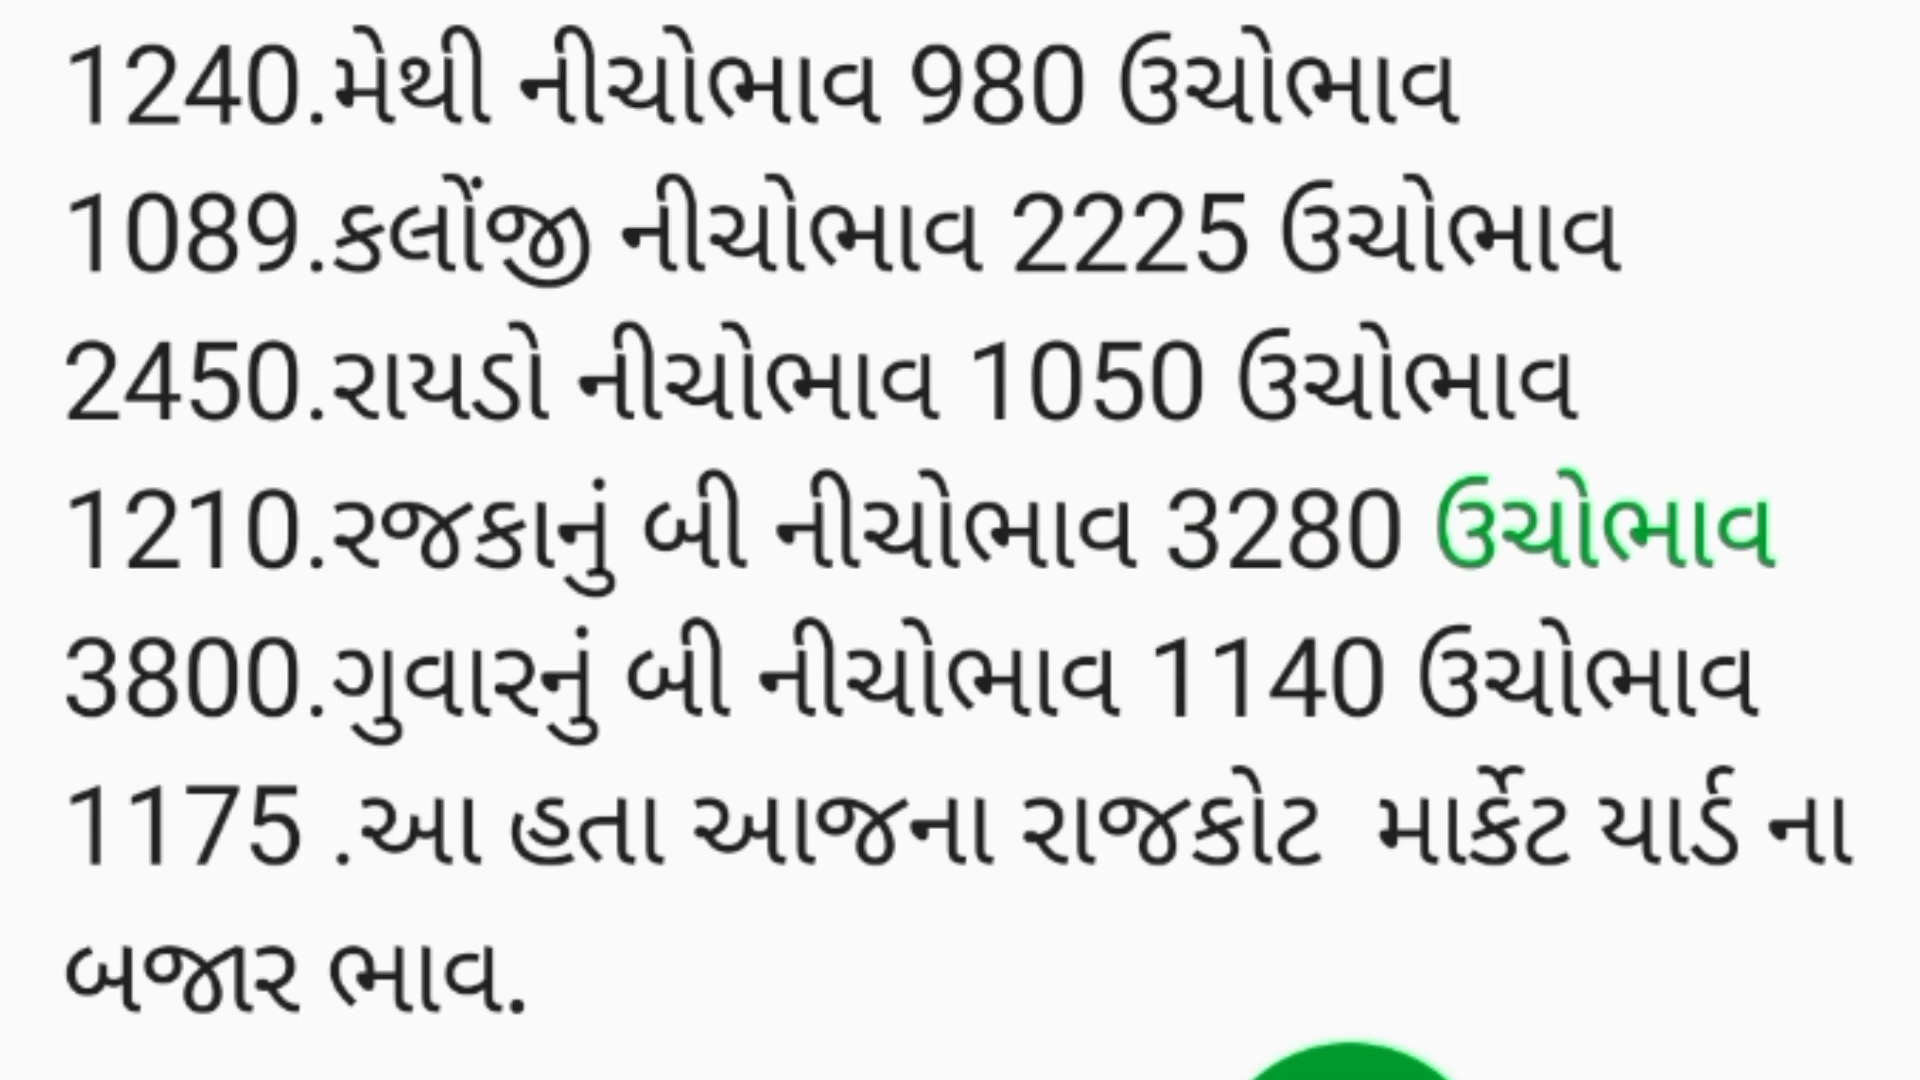 1240.મેથી નીચોભાવ 980 ઉચોભાવ
1089.કલોંજી નીચોભાવ 2225 ઉચોભાવ
2450.રાયડો નીચોભાવ 1050 ઉચોભાવ
1210.રજકાનું બી નીચોભાવ 3280 ઉચોભાવ
3800.ગુવારનું બી નીચોભાવ 1140 ઉચોભાવ
1175 .આ હતા આજના રાજકોટ  માર્કેટ યાર્ડ ના
બજાર ભાવ.